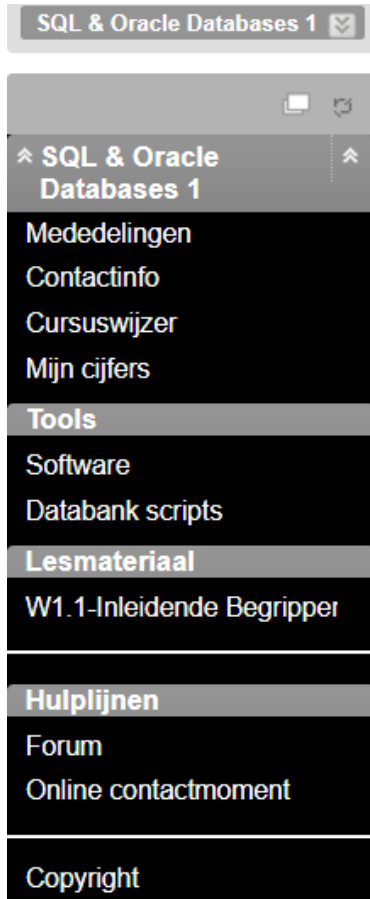 SQL & Oracle Databases 1
SQL & Oracle
Databases 1
Mededelingen
Contactinfo
Cursuswijzer
Mijn cijfers
Tools
Software
Databank scripts
Lesmateriaal
W1.1-Inleidende Begrippen
Hulplijnen
Forum
Online contactmoment
Copyright